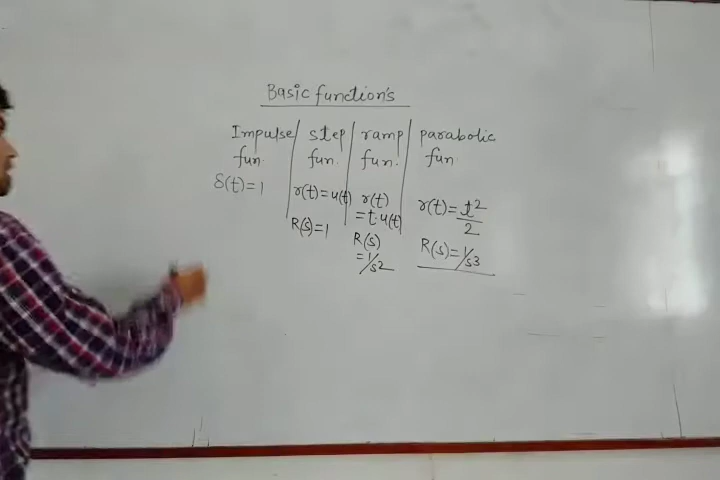 Basic function's
Impulse fun.
δ(t)=1
step fun.
r(t)=u(t)
R(s)=1
ramp fun.
r(t)
=t.u(t)
R(s)
=1/s2
parabolic fun
r(t)=t2/2
R(s)=1/s3